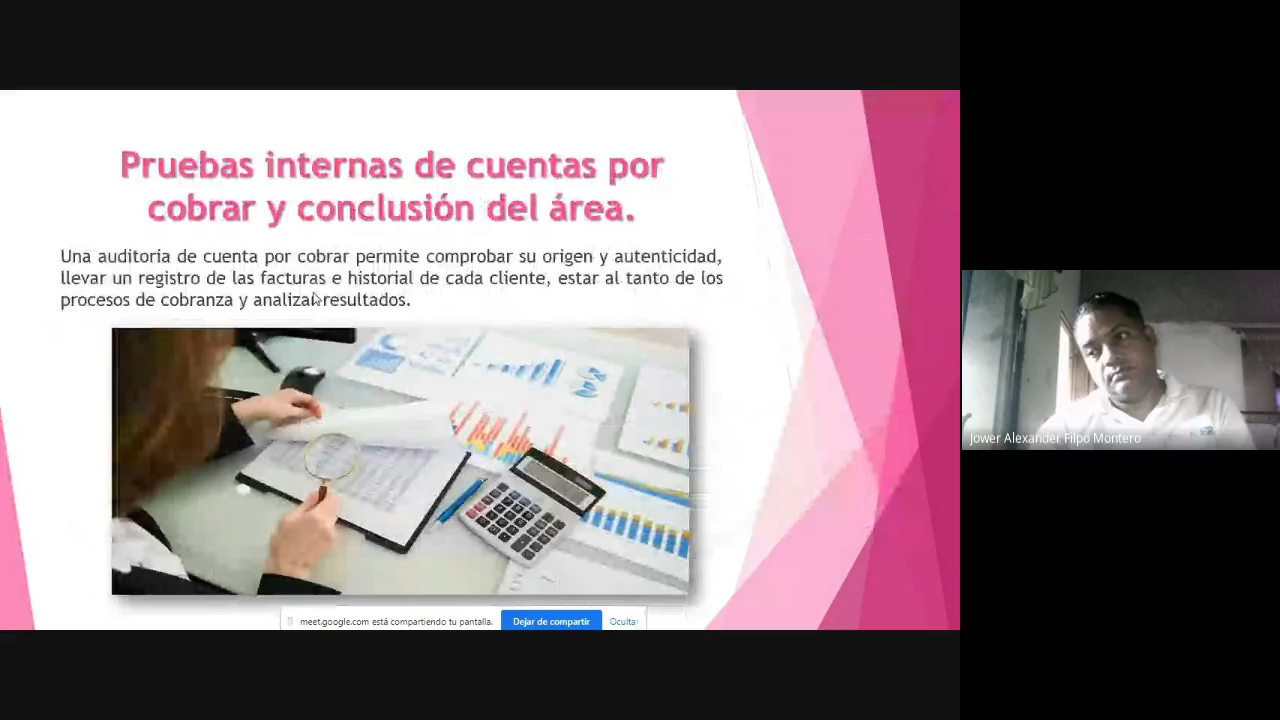 Pruebas internas de cuentas por
cobrar y conclusión del área.
Una auditoria de cuenta por cobrar permite comprobar su origen y autenticidad,
llevar un registro de las facturas e historial de cada cliente, estar al tanto de los
procesos de cobranza y analizar resultados.
meet.google.com está compartiendo tu pantalla.
Dejar de compartir
Ocultar
Jower Alexander Filpo Montero